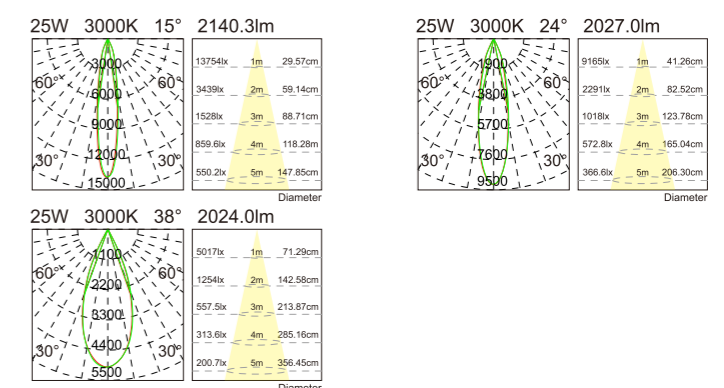 25W 3000K 15° 2140.3lm
3000
6000
9000
12000
15000
60° 60°
30° 30°
13754lx 1m 29.57cm
3439lx 2m 59.14cm
1528lx 3m 88.71cm
859.6lx 4m 118.28cm
550.2lx 5m 147.85cm
Diameter
25W 3000K 24° 2027.0lm
1900
3800
5700
7600
9500
60° 60°
30° 30°
9165lx 1m 41.26cm
2291lx 2m 82.52cm
1018lx 3m 123.78cm
572.8lx 4m 165.04cm
366.6lx 5m 206.30cm
Diameter
25W 3000K 38° 2024.0lm
1100
2200
3300
4400
5500
60° 60°
30° 30°
5017lx 1m 71.29cm
1254lx 2m 142.58cm
557.5lx 3m 213.87cm
313.6lx 4m 285.16cm
200.7lx 5m 356.45cm
Diameter